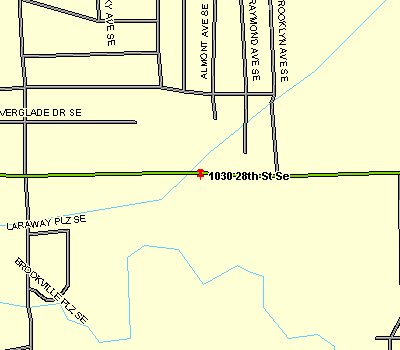 KY AVE SE
ALMONT AVE SE
RAYMOND AVE SE
BROOKLYN AVE SE
VERGLADE DR SE
1030 28th St Se
LARAWAY PLZ SE
BROOKVILLE PLZ SE